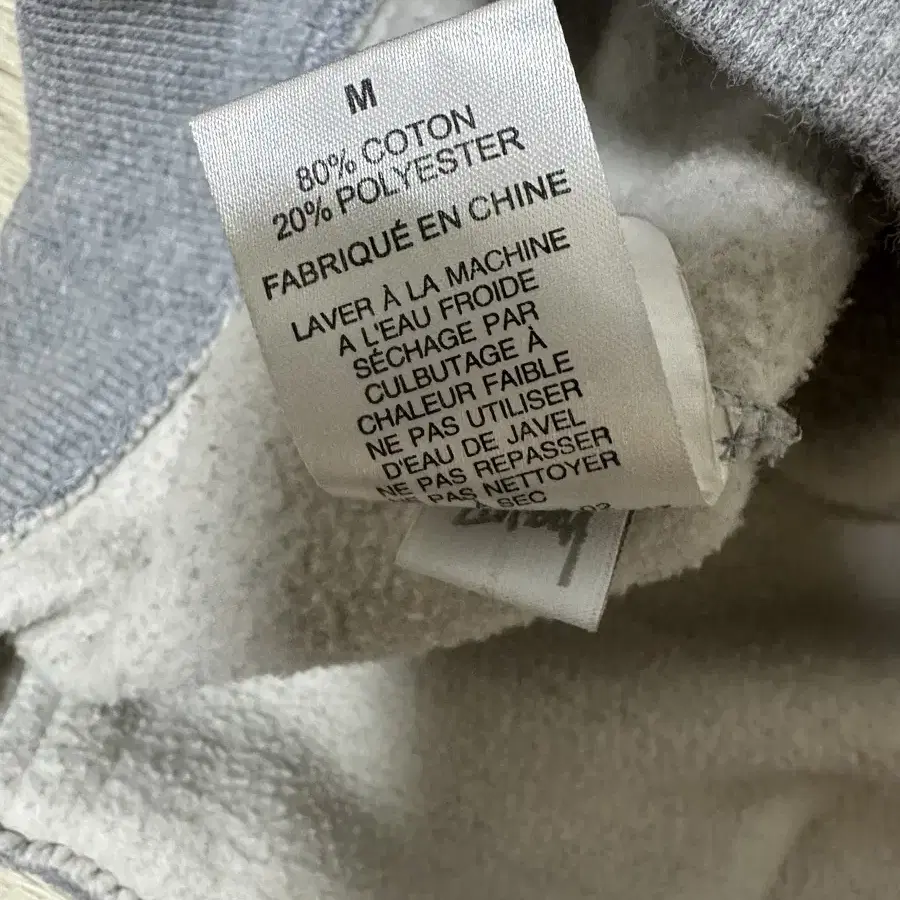 M
80% COTON
20% POLYESTER
FABRIQUÉ EN CHINE
LAVER À LA MACHINE
A L'EAU FROIDE
SÉCHAGE PAR
CULBUTAGE À
CHALEUR FAIBLE
NE PAS UTILISER
D'EAU DE JAVEL
NE PAS REPASSER
NE PAS NETTOYER
À SEC